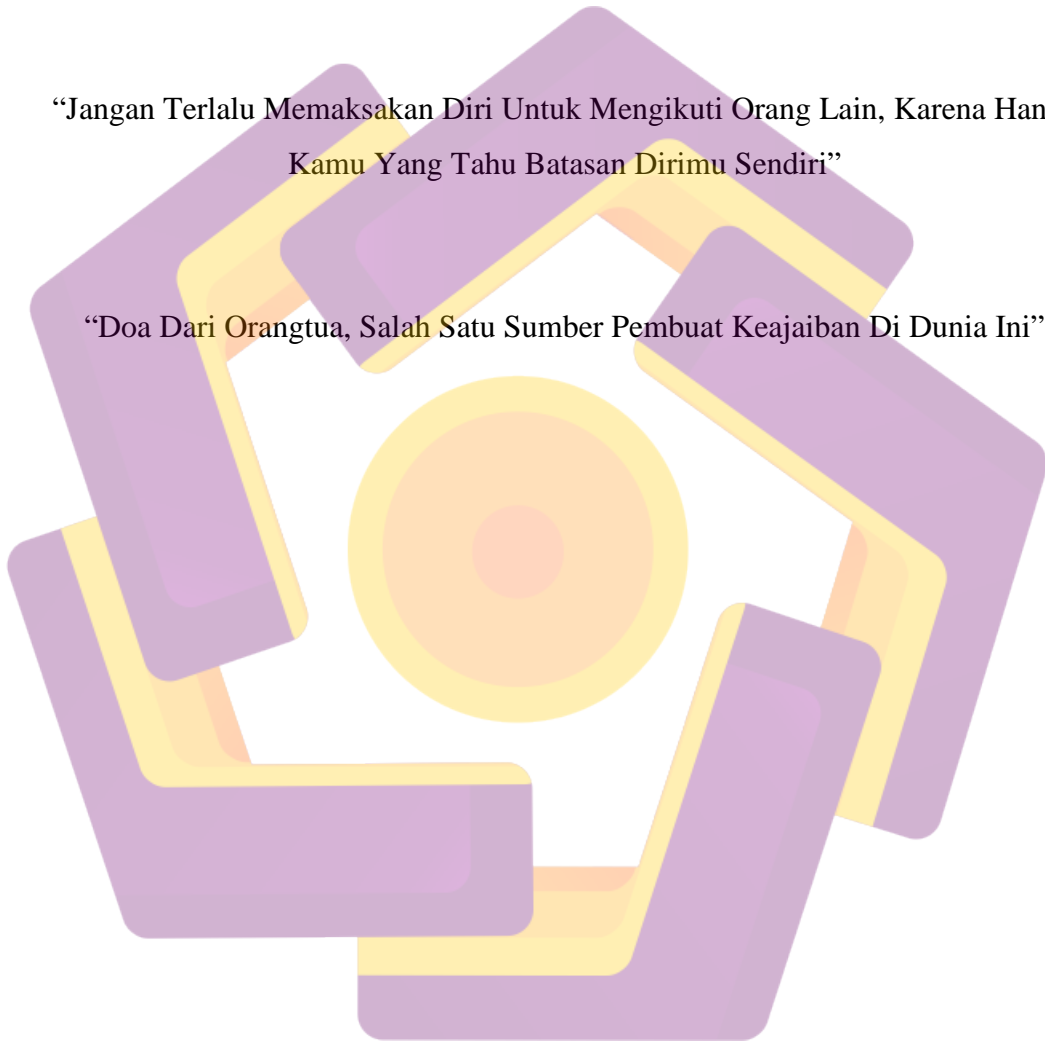 “Jangan Terlalu Memaksakan Diri Untuk Mengikuti Orang Lain, Karena Han
Kamu Yang Tahu Batasan Dirimu Sendiri”
“Doa Dari Orangtua, Salah Satu Sumber Pembuat Keajaiban Di Dunia Ini”